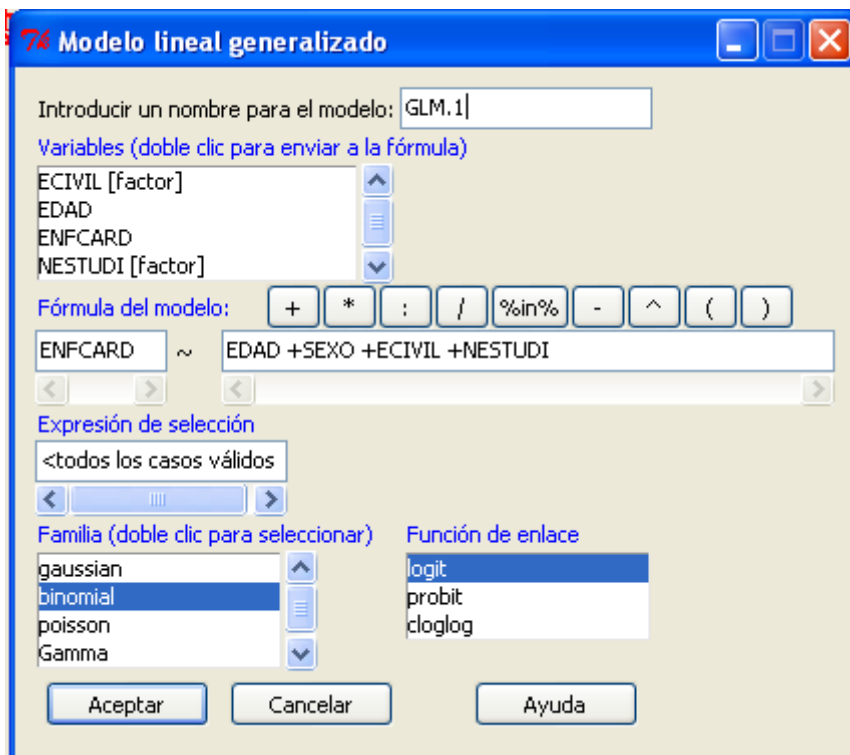 Modelo lineal generalizado
Introducir un nombre para el modelo: GLM.1
Variables (doble clic para enviar a la fórmula)
ECIVIL [factor]
EDAD
ENFCARD
NESTUDI [factor]
Fórmula del modelo: + * : / %in% - ^ ( )
ENFCARD ~ EDAD +SEXO +ECIVIL +NESTUDI
Expresión de selección
<todos los casos válidos
Familia (doble clic para seleccionar) Función de enlace
gaussian logit
binomial probit
poisson cloglog
Gamma
Aceptar Cancelar Ayuda